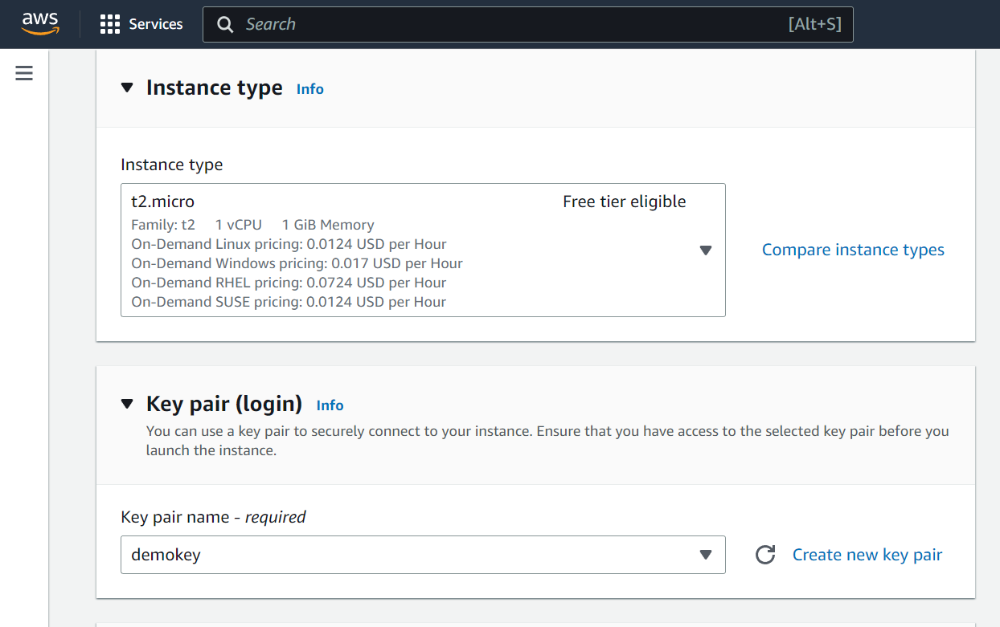 aws Services Search [Alt+S]
Instance type Info
Instance type
t2.micro Free tier eligible
Family: t2 1 vCPU 1 GiB Memory
On-Demand Linux pricing: 0.0124 USD per Hour
On-Demand Windows pricing: 0.017 USD per Hour
On-Demand RHEL pricing: 0.0724 USD per Hour
On-Demand SUSE pricing: 0.0124 USD per Hour
Compare instance types
Key pair (login) Info
You can use a key pair to securely connect to your instance. Ensure that you have access to the selected key pair before you
launch the instance.
Key pair name - required
demokey
Create new key pair